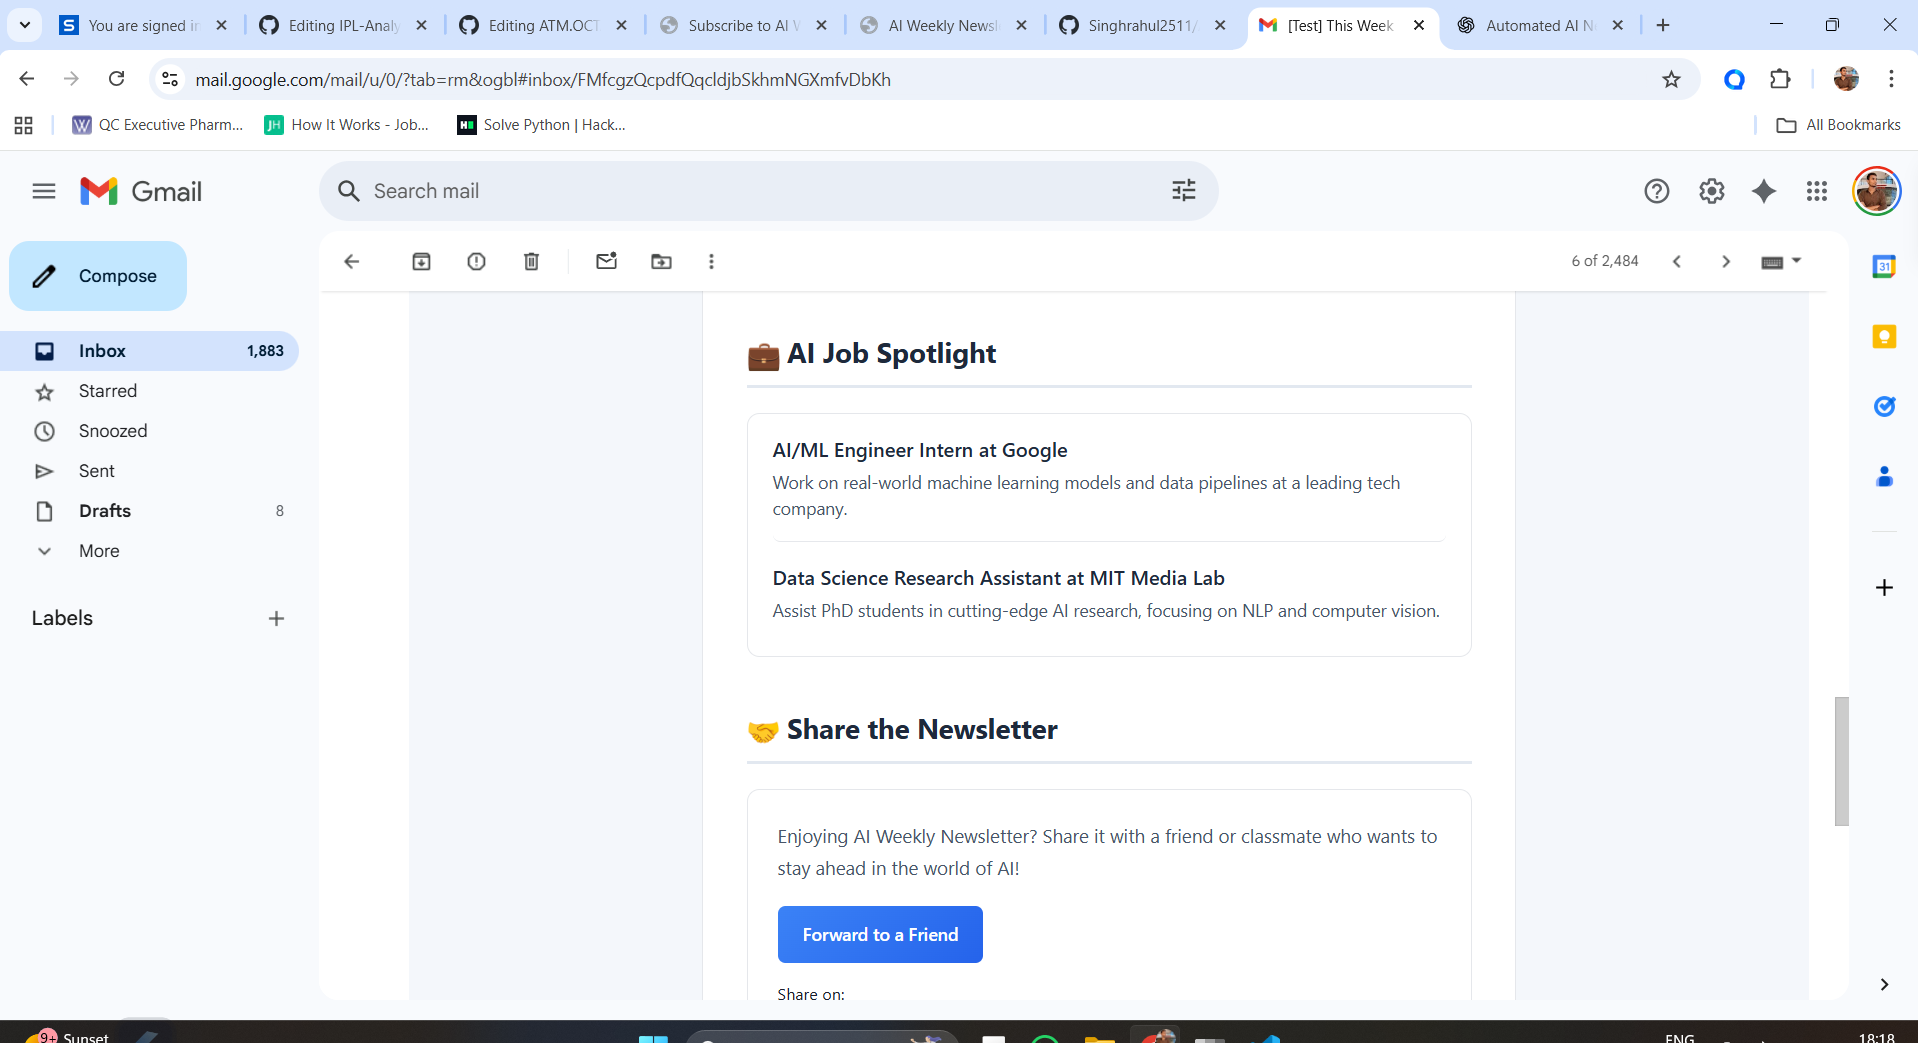 You are signed in
Editing IPL-Analy
Editing ATM.OCT
Subscribe to AI W
AI Weekly Newsl
Singhrahul2511/
[Test] This Week
Automated AI N
mail.google.com/mail/u/0/?tab=rm&ogbl#inbox/FMfcgzQcpdfQqcldjbSkhmNGXmfvDbKh
QC Executive Pharm...
How It Works - Job...
Solve Python | Hack...
All Bookmarks
Gmail
Search mail
Compose
6 of 2,484
Inbox 1,883
Starred
Snoozed
Sent
Drafts 8
More
Labels
AI Job Spotlight
AI/ML Engineer Intern at Google
Work on real-world machine learning models and data pipelines at a leading tech
company.
Data Science Research Assistant at MIT Media Lab
Assist PhD students in cutting-edge AI research, focusing on NLP and computer vision.
Share the Newsletter
Enjoying AI Weekly Newsletter? Share it with a friend or classmate who wants to
stay ahead in the world of AI!
Forward to a Friend
Share on:
31
9+
Sunset
ENG
18:18